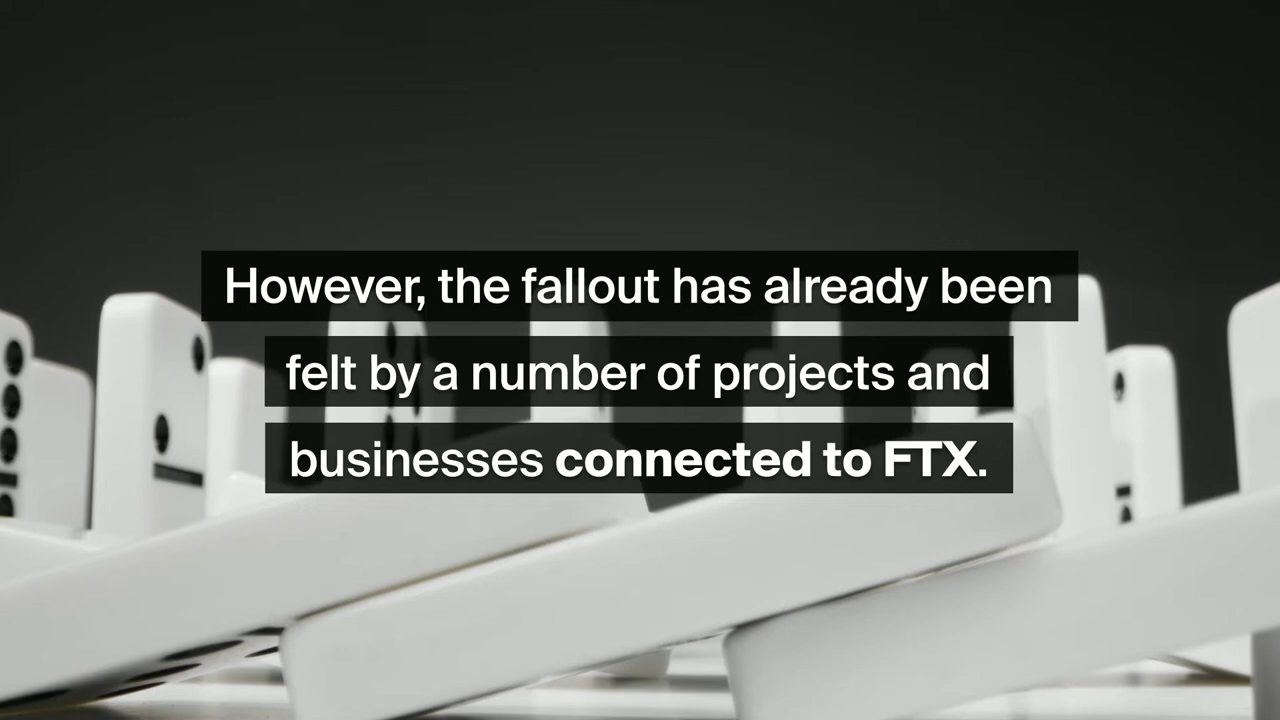 However, the fallout has already been
felt by a number of projects and
businesses connected to FTX.